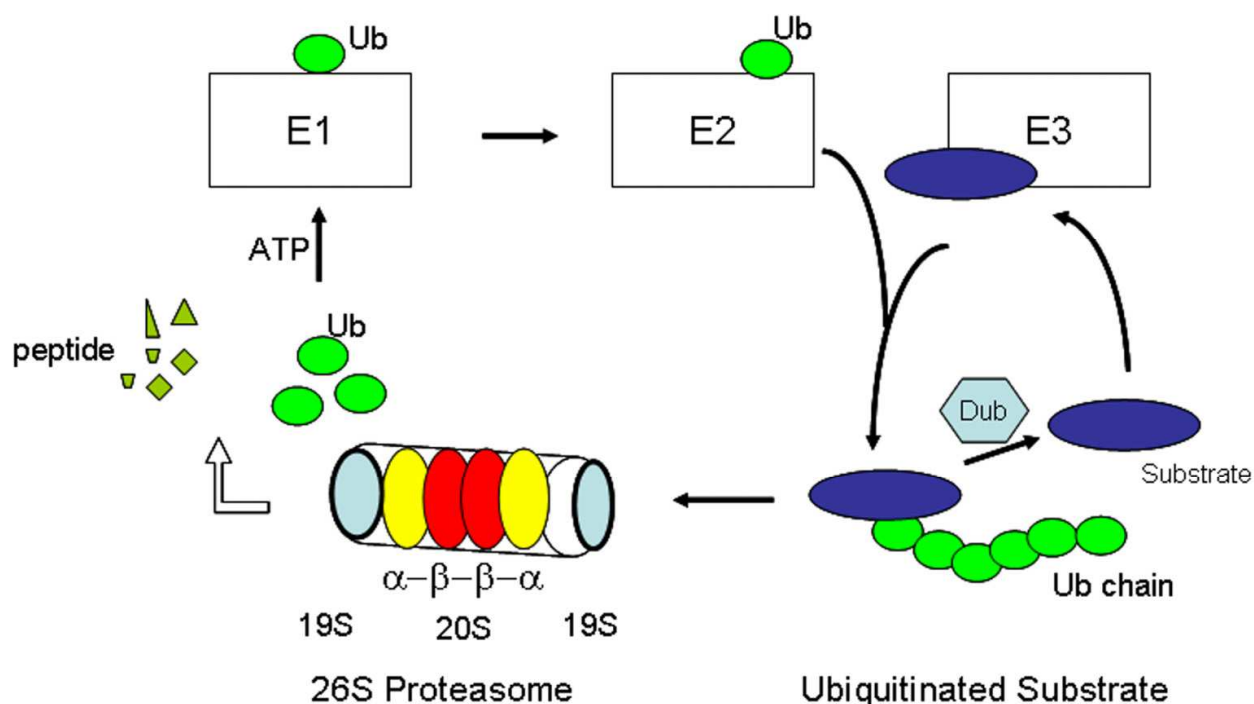 Ub
Ub
E1
E2
E3
ATP
Ub
peptide
Dub
Substrate
α–β–β–α
Ub chain
19S
20S
19S
26S Proteasome
Ubiquitinated Substrate